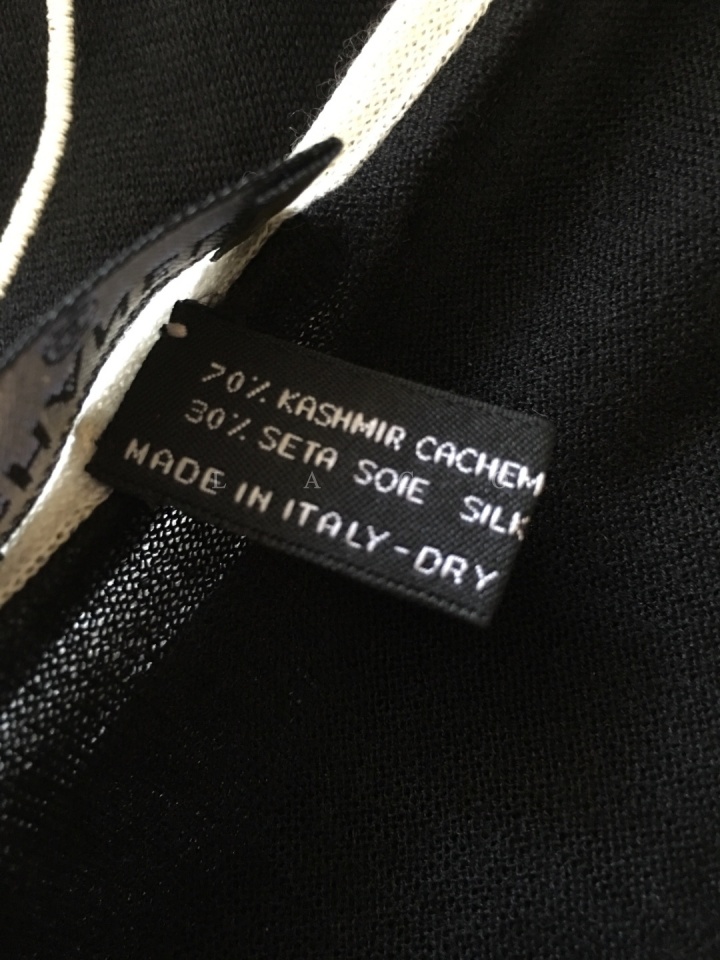 70% KASHMIR CACHEM
30% SETA SOIE SILK
MADE IN ITALY-DRY